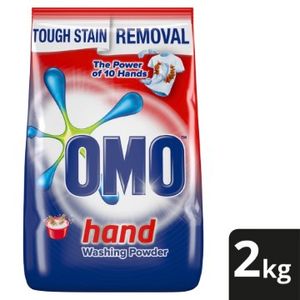 TOUGH STAIN REMOVAL
The Power
of 10 Hands
OMO
hand
Washing Powder
2kg